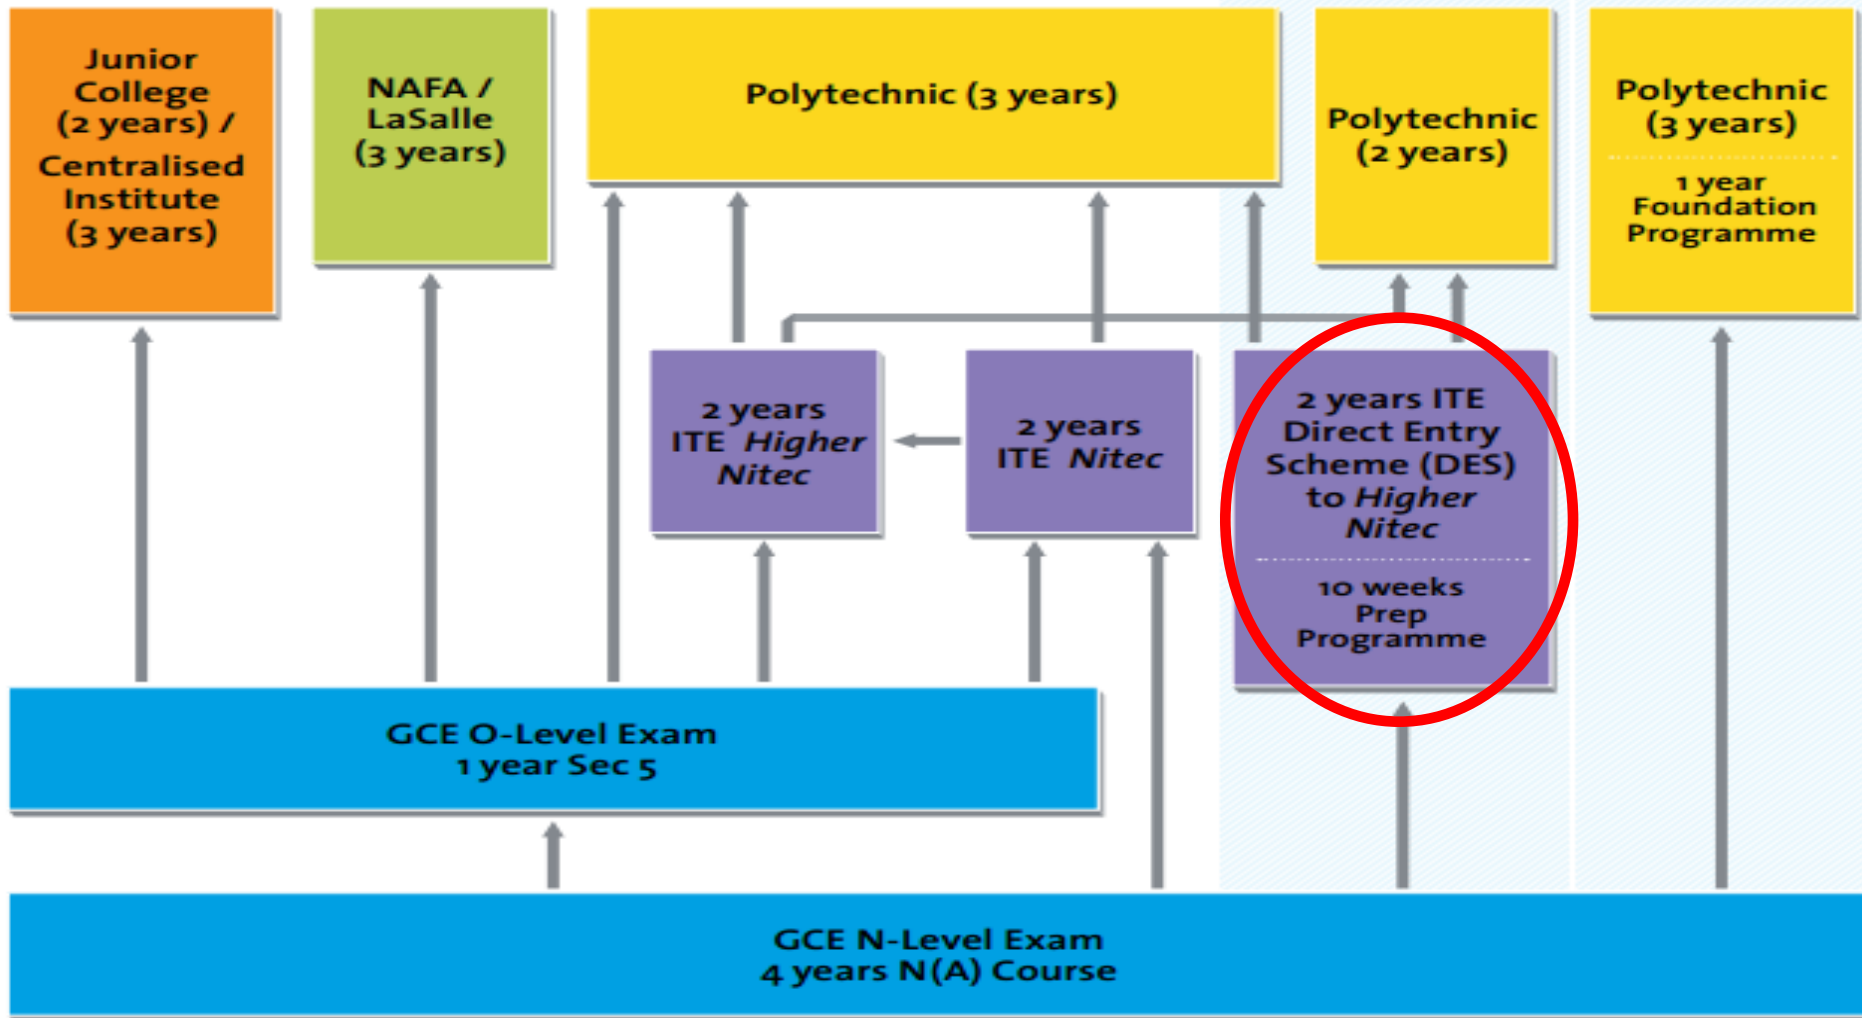 Junior
College
(2 years) /
Centralised
Institute
(3 years)
NAFA /
LaSalle
(3 years)
Polytechnic (3 years)
Polytechnic
(2 years)
Polytechnic
(3 years)
1 year
Foundation
Programme
2 years
ITE Higher
Nitec
2 years
ITE Nitec
2 years ITE
Direct Entry
Scheme (DES)
to Higher
Nitec
10 weeks
Prep
Programme
GCE O-Level Exam
1 year Sec 5
GCE N-Level Exam
4 years N(A) Course